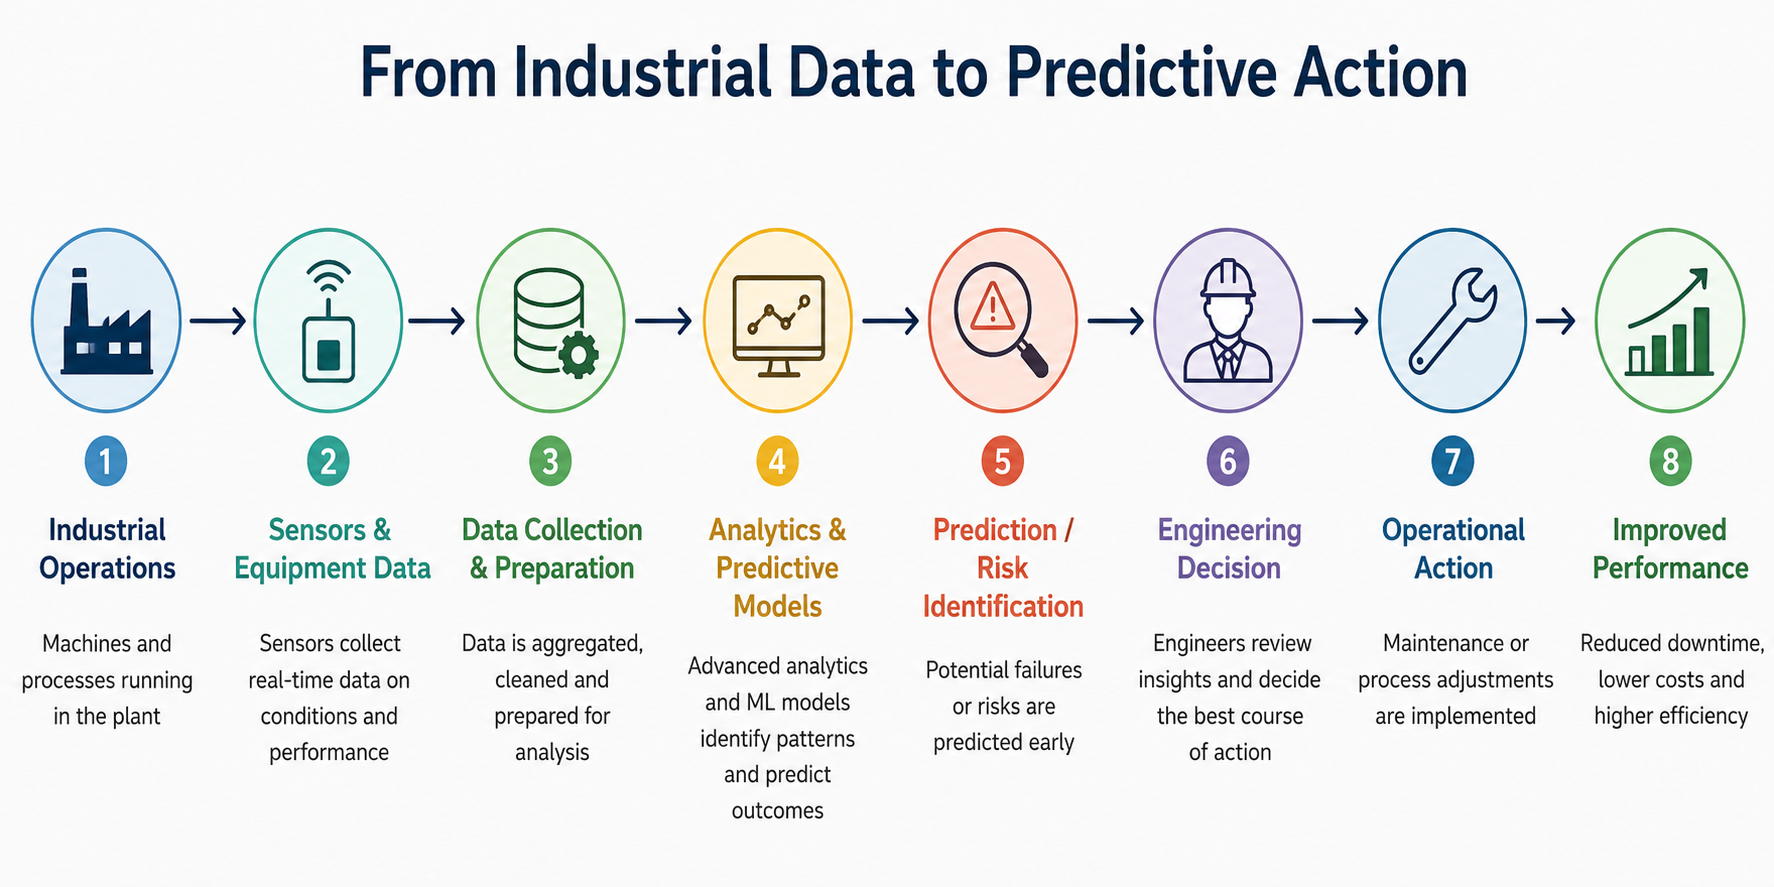 From Industrial Data to Predictive Action
1
Industrial
Operations
Machines and
processes running
in the plant
2
Sensors &
Equipment Data
Sensors collect
real-time data on
conditions and
performance
3
Data Collection
& Preparation
Data is aggregated,
cleaned and
prepared for
analysis
4
Analytics &
Predictive
Models
Advanced analytics
and ML models
identify patterns
and predict
outcomes
5
Prediction /
Risk
Identification
Potential failures
or risks are
predicted early
6
Engineering
Decision
Engineers review
insights and decide
the best course
of action
7
Operational
Action
Maintenance or
process adjustments
are implemented
8
Improved
Performance
Reduced downtime,
lower costs and
higher efficiency